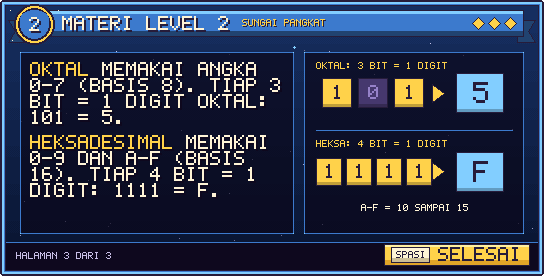 2 MATERI LEVEL 2 SUNGAI PANGKAT
OKTAL MEMAKAI ANGKA
0-7 (BASIS 8). TIAP 3
BIT = 1 DIGIT OKTAL:
101 = 5.
HEKSADESIMAL MEMAKAI
0-9 DAN A-F (BASIS
16). TIAP 4 BIT = 1
DIGIT: 1111 = F.
OKTAL: 3 BIT = 1 DIGIT
1 0 1 5
HEKSA: 4 BIT = 1 DIGIT
1 1 1 1 F
A-F = 10 SAMPAI 15
HALAMAN 3 DARI 3
SPASI SELESAI